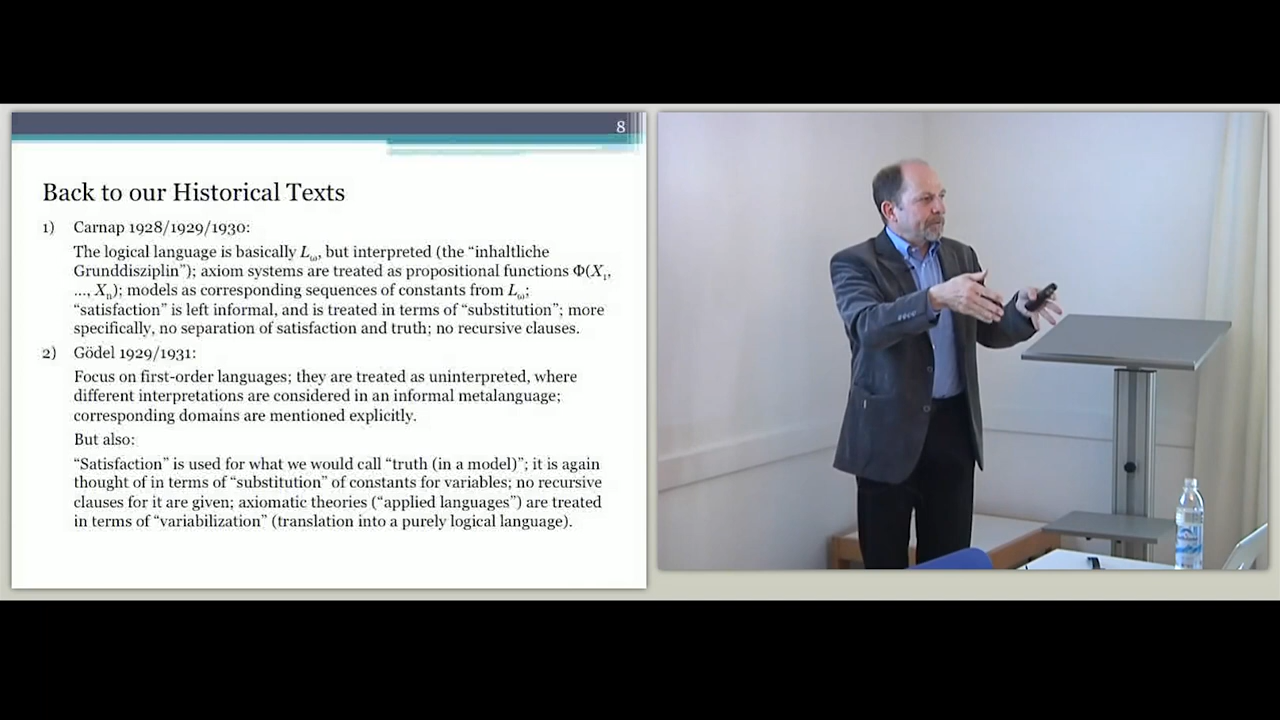 8
Back to our Historical Texts
1) Carnap 1928/1929/1930:
The logical language is basically Lω, but interpreted (the “inhaltliche
Grunddisziplin”); axiom systems are treated as propositional functions Φ(X₁,
..., Xₙ); models as corresponding sequences of constants from Lω;
“satisfaction” is left informal, and is treated in terms of “substitution”; more
specifically, no separation of satisfaction and truth; no recursive clauses.
2) Gödel 1929/1931:
Focus on first-order languages; they are treated as uninterpreted, where
different interpretations are considered in an informal metalanguage;
corresponding domains are mentioned explicitly.
But also:
“Satisfaction” is used for what we would call “truth (in a model)”; it is again
thought of in terms of “substitution” of constants for variables; no recursive
clauses for it are given; axiomatic theories (“applied languages”) are treated
in terms of “variabilization” (translation into a purely logical language).